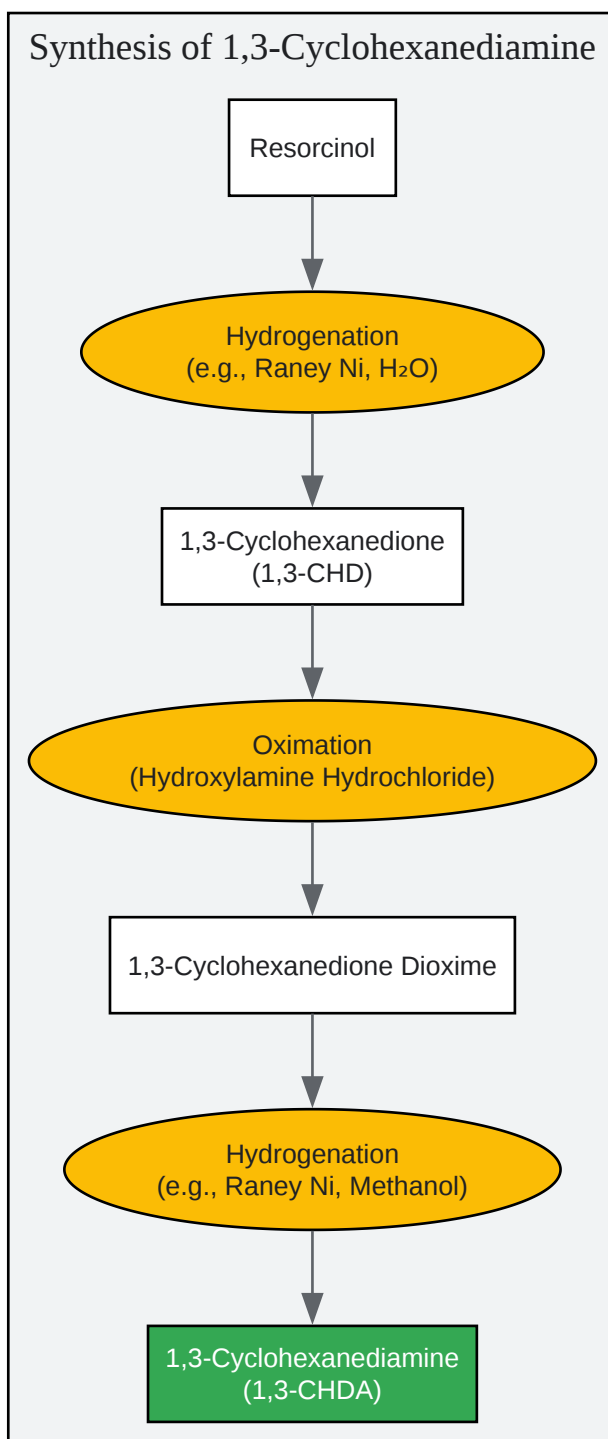 Synthesis of 1,3-Cyclohexanediamine
Resorcinol
Hydrogenation
(e.g., Raney Ni, H₂O)
1,3-Cyclohexanedione
(1,3-CHD)
Oximation
(Hydroxylamine Hydrochloride)
1,3-Cyclohexanedione Dioxime
Hydrogenation
(e.g., Raney Ni, Methanol)
1,3-Cyclohexanediamine
(1,3-CHDA)